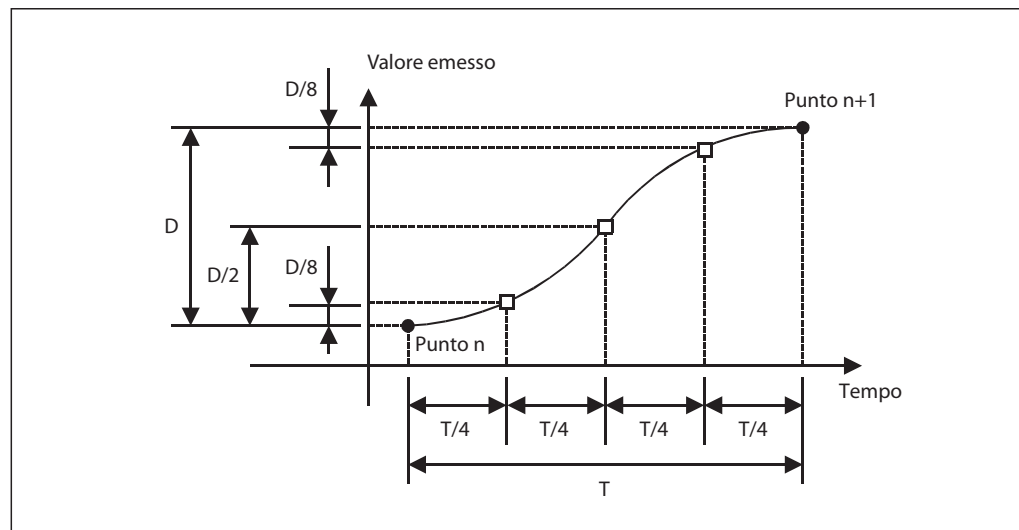 Valore emesso
D/8
Punto n+1
D
D/2
D/8
Punto n
Tempo
T/4 T/4 T/4 T/4
T